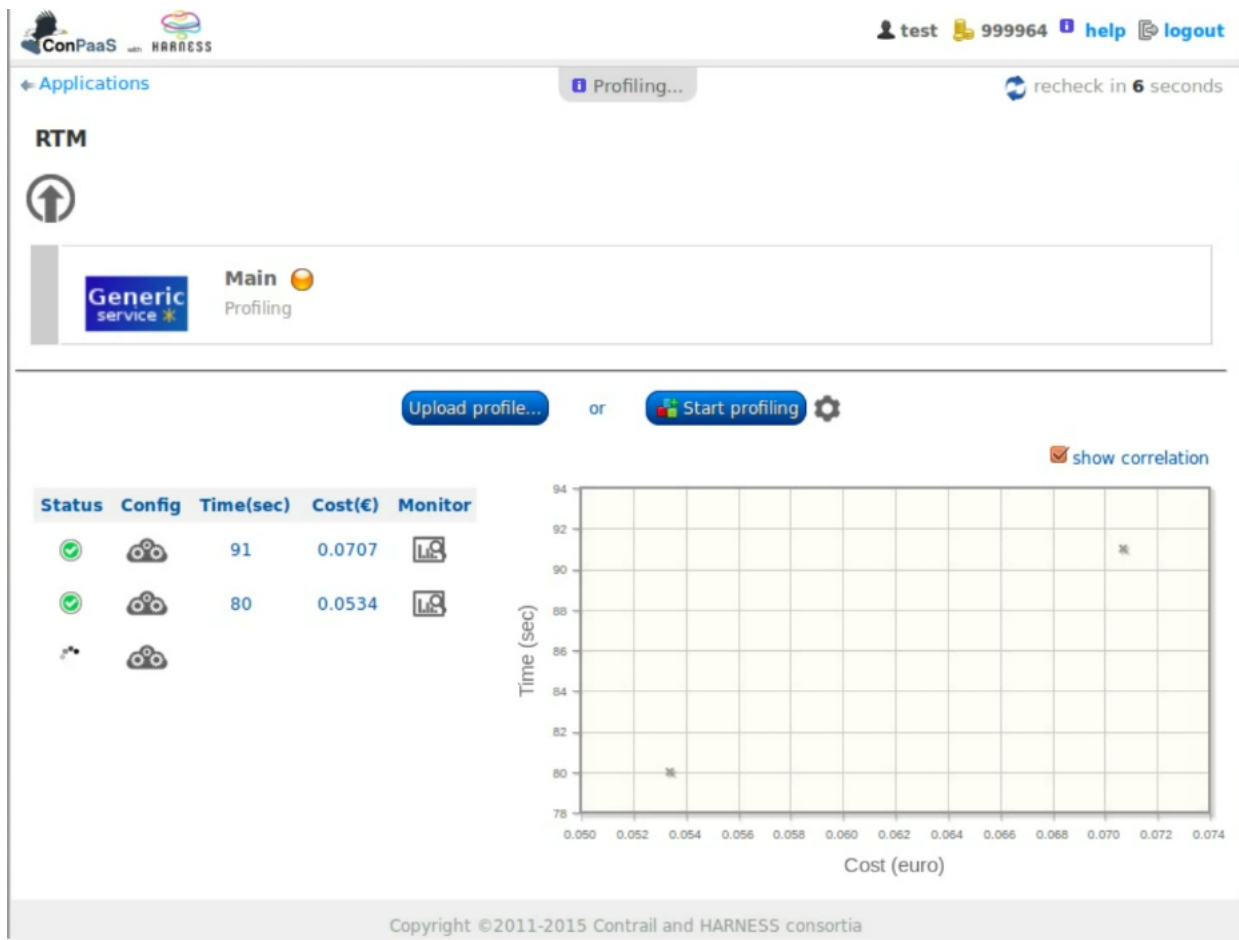 ConPaaS with HARNESS
test 999964 help logout
Applications
Profiling...
recheck in 6 seconds
RTM
Generic
service
Main
Profiling
Upload profile... or Start profiling
show correlation
Status Config Time(sec) Cost(€) Monitor
91 0.0707
80 0.0534
94
92
90
88
86
84
82
80
78
Time (sec)
0.050 0.052 0.054 0.056 0.058 0.060 0.062 0.064 0.066 0.068 0.070 0.072 0.074
Cost (euro)
Copyright ©2011-2015 Contrail and HARNESS consortia